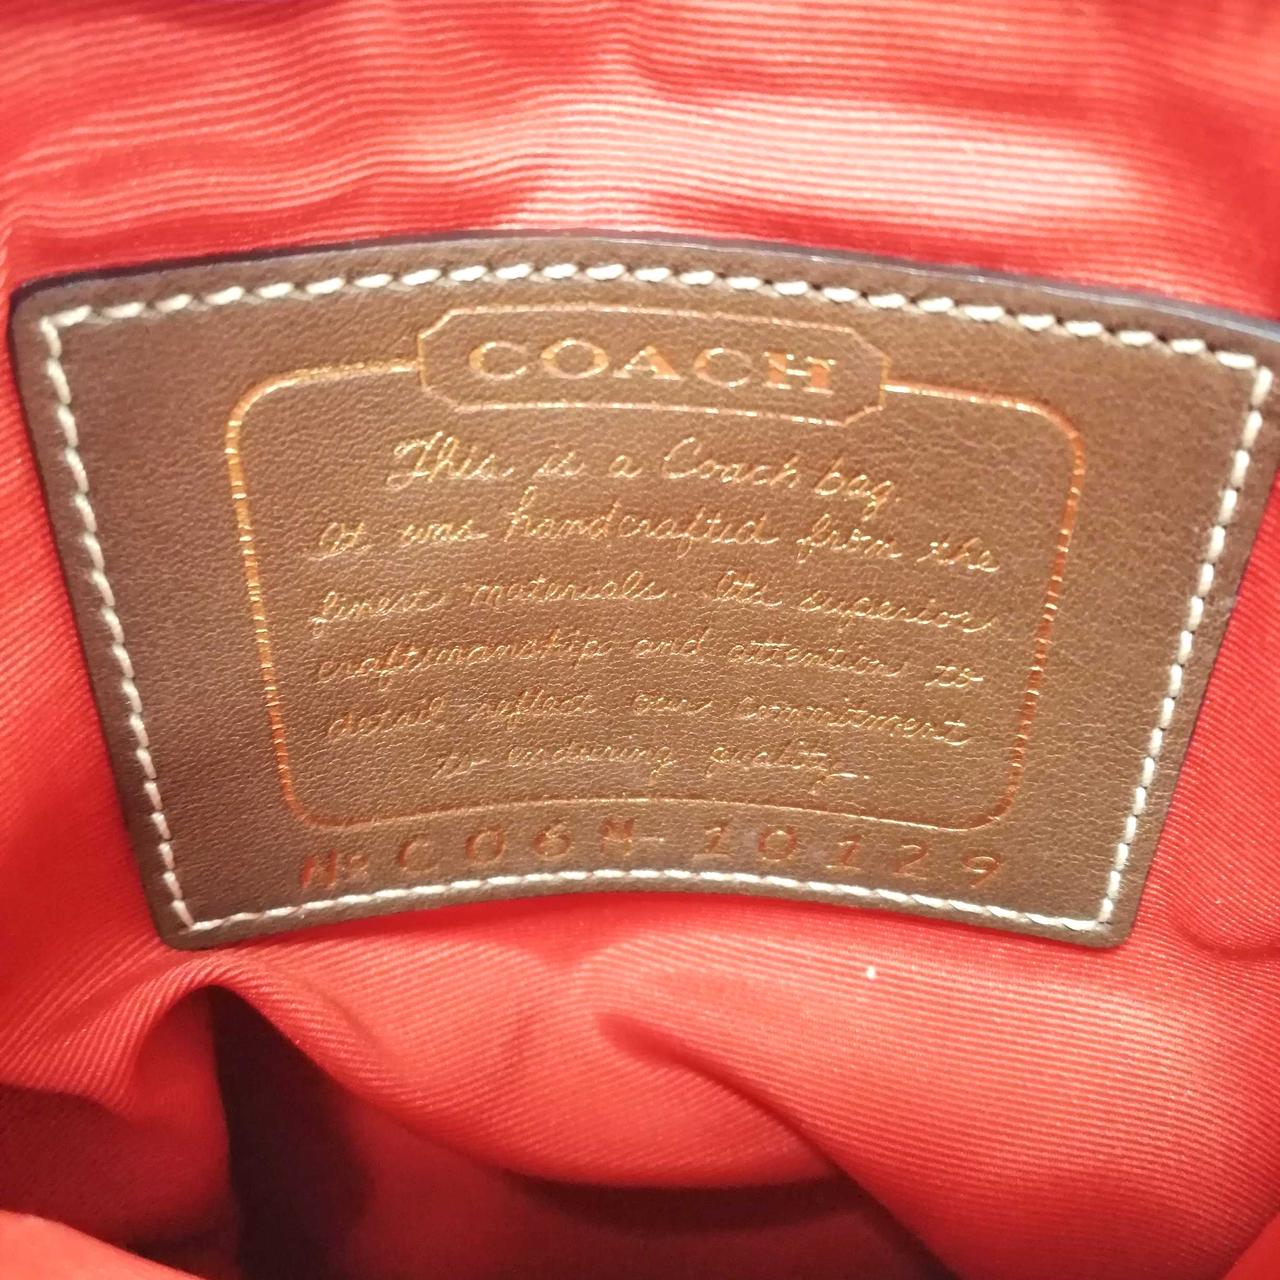 COACH
This is a Coach bag.
It was handcrafted from the
finest materials. Its superior
craftsmanship and attention to
detail reflect our commitment
to enduring quality.
No C06M-10129